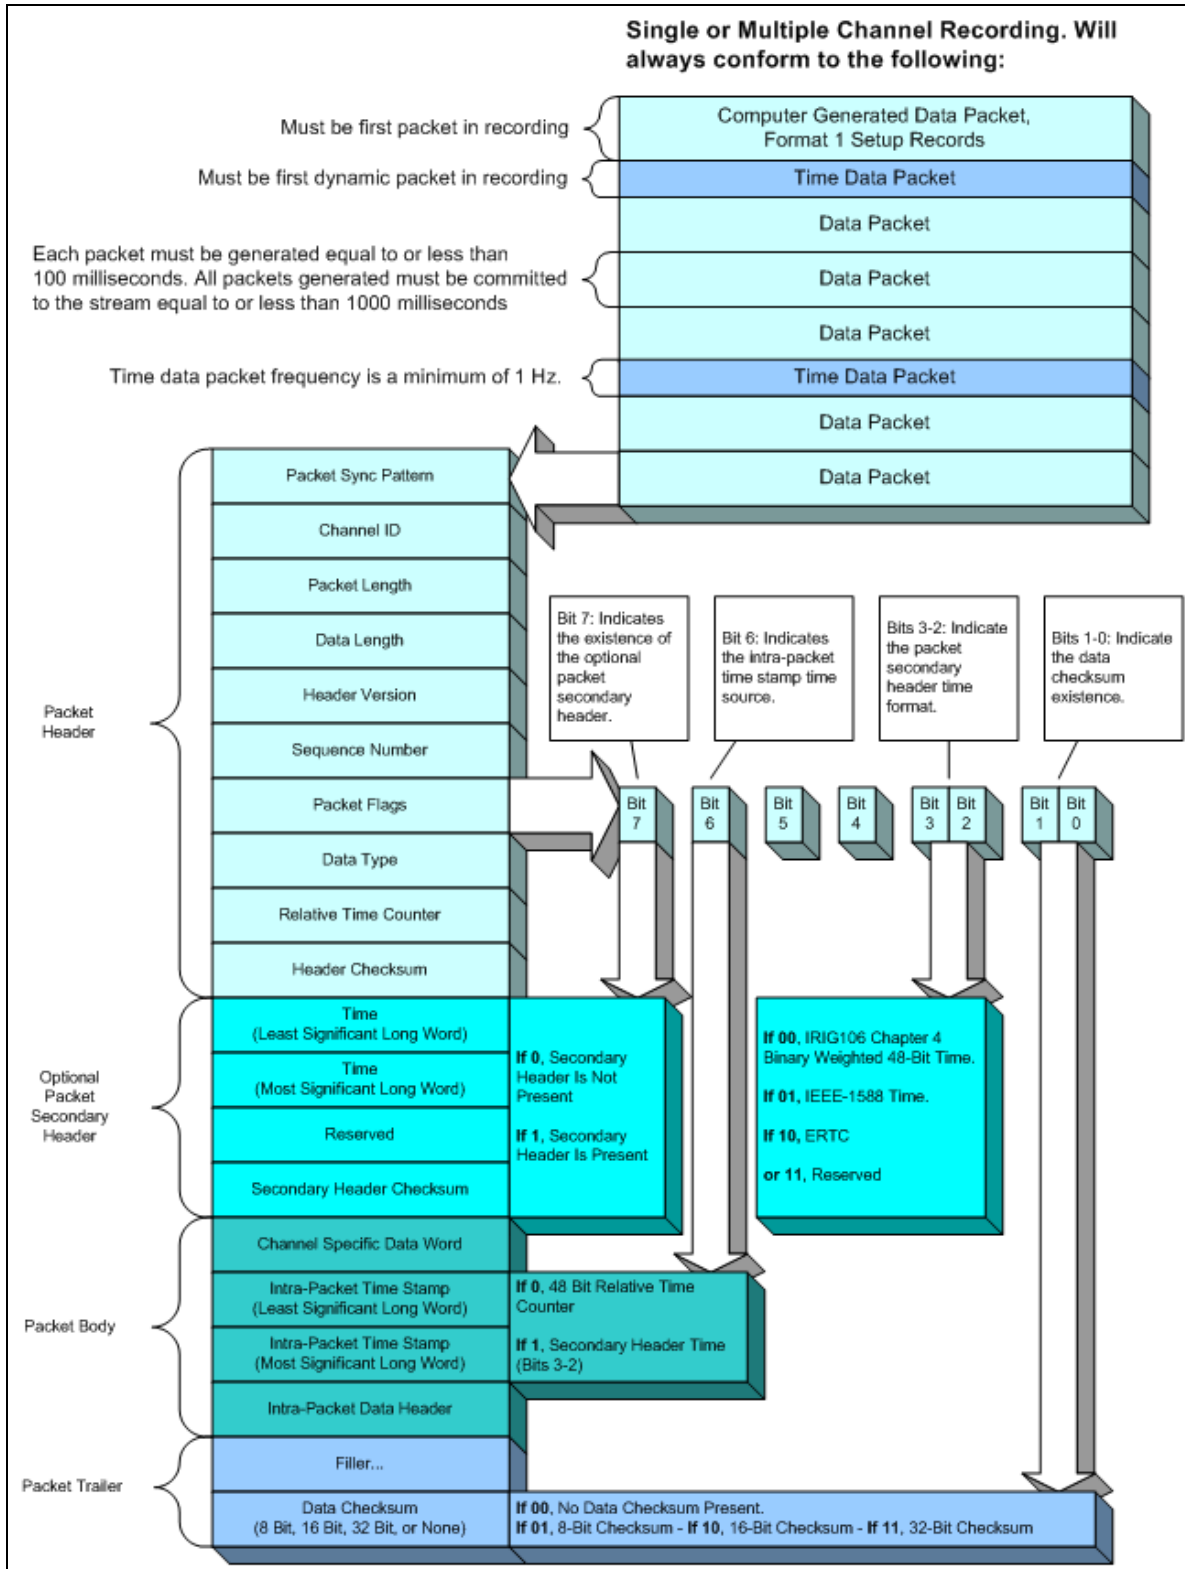 Single or Multiple Channel Recording. Will
always conform to the following:
Must be first packet in recording
Computer Generated Data Packet,
Format 1 Setup Records
Must be first dynamic packet in recording
Time Data Packet
Data Packet
Each packet must be generated equal to or less than
100 milliseconds. All packets generated must be committed
to the stream equal to or less than 1000 milliseconds
Data Packet
Data Packet
Time data packet frequency is a minimum of 1 Hz.
Time Data Packet
Data Packet
Data Packet
Packet
Header
Packet Sync Pattern
Channel ID
Packet Length
Data Length
Header Version
Sequence Number
Packet Flags
Data Type
Relative Time Counter
Header Checksum
Bit 7: Indicates
the existence of
the optional
packet
secondary
header.
Bit 6: Indicates
the intra-packet
time stamp time
source.
Bits 3-2: Indicate
the packet
secondary
header time
format.
Bits 1-0: Indicate
the data
checksum
existence.
Bit
7
Bit
6
Bit
5
Bit
4
Bit
3
Bit
2
Bit
1
Bit
0
Optional
Packet
Secondary
Header
Time
(Least Significant Long Word)
Time
(Most Significant Long Word)
Reserved
Secondary Header Checksum
If 0, Secondary
Header Is Not
Present
If 1, Secondary
Header Is Present
If 00, IRIG106 Chapter 4
Binary Weighted 48-Bit Time.
If 01, IEEE-1588 Time.
If 10, ERTC
or 11, Reserved
Packet Body
Channel Specific Data Word
Intra-Packet Time Stamp
(Least Significant Long Word)
Intra-Packet Time Stamp
(Most Significant Long Word)
Intra-Packet Data Header
If 0, 48 Bit Relative Time
Counter
If 1, Secondary Header Time
(Bits 3-2)
Packet Trailer
Filler...
Data Checksum
(8 Bit, 16 Bit, 32 Bit, or None)
If 00, No Data Checksum Present.
If 01, 8-Bit Checksum - If 10, 16-Bit Checksum - If 11, 32-Bit Checksum